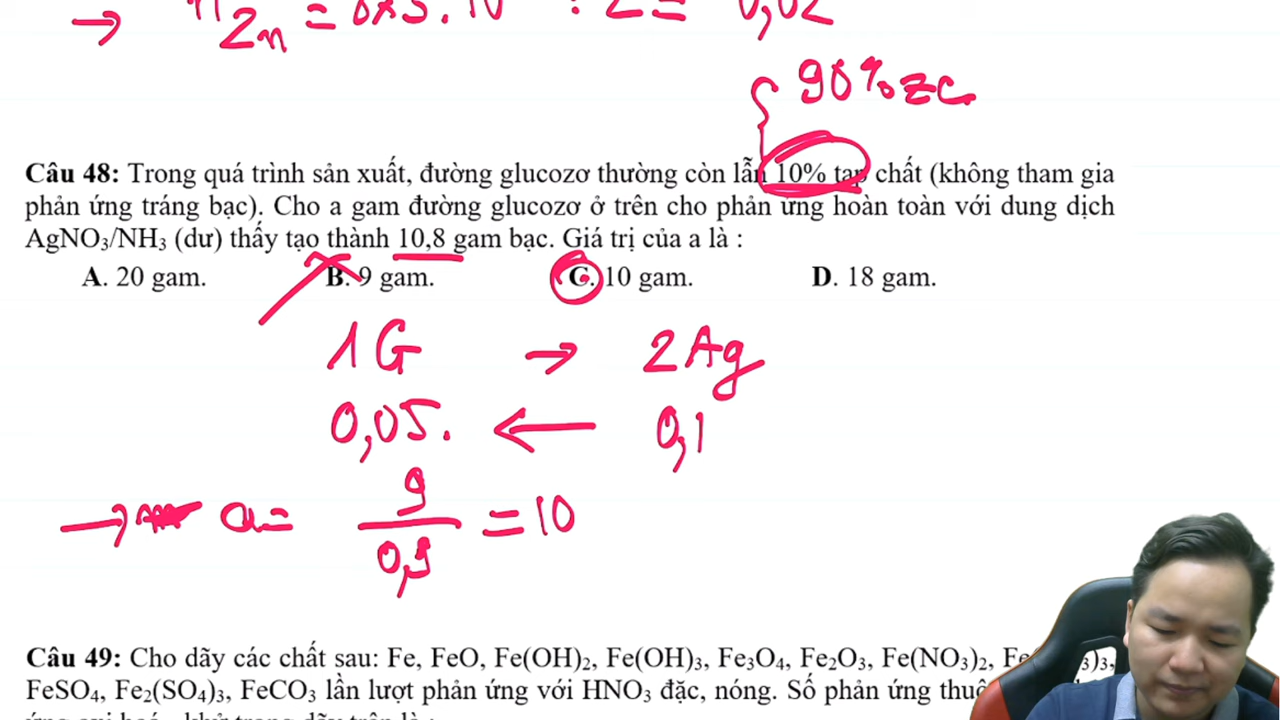 → n Zn = : 2 = 0,02
90%
Câu 48: Trong quá trình sản xuất, đường glucozơ thường còn lẫn 10% tạp chất (không tham gia
phản ứng tráng bạc). Cho a gam đường glucozơ ở trên cho phản ứng hoàn toàn với dung dịch
AgNO₃/NH₃ (dư) thấy tạo thành 10,8 gam bạc. Giá trị của a là :
A. 20 gam. B. 9 gam. C. 10 gam. D. 18 gam.
1G → 2Ag
0,05. ← 0,1
→ a = 9/0,9 = 10
Câu 49: Cho dãy các chất sau: Fe, FeO, Fe(OH)₂, Fe(OH)₃, Fe₃O₄, Fe₂O₃, Fe(NO₃)₂,
FeSO₄, Fe₂(SO₄)₃, FeCO₃ lần lượt phản ứng với HNO₃ đặc, nóng. Số phản ứng